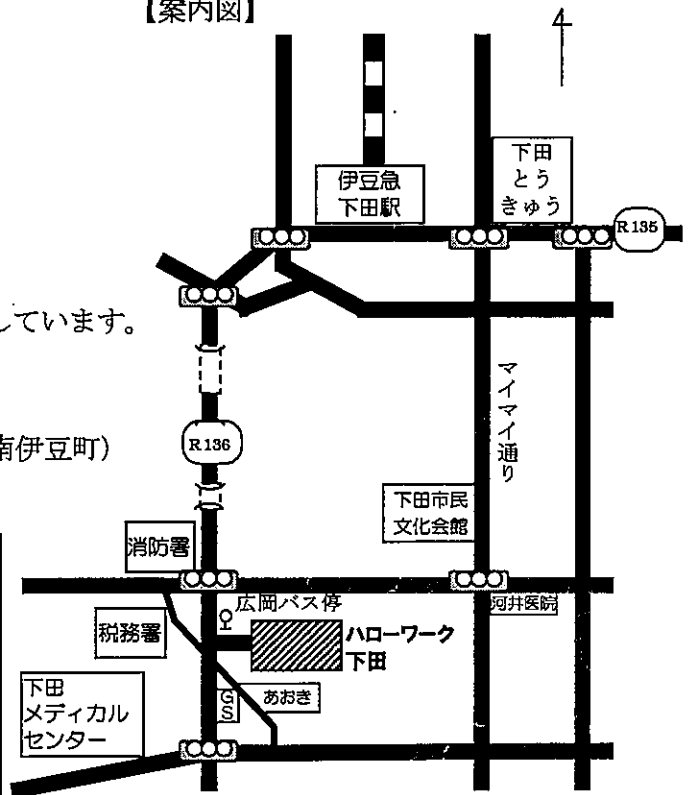 【案内図】
伊豆急
下田駅
下田
とう
きゅう
R135
しています。
マイマイ通り
南伊豆町)
R136
下田市民
文化会館
消防署
広岡バス停
河井医院
税務署
ハローワーク
下田
下田
メディカル
センター
GS
あおき